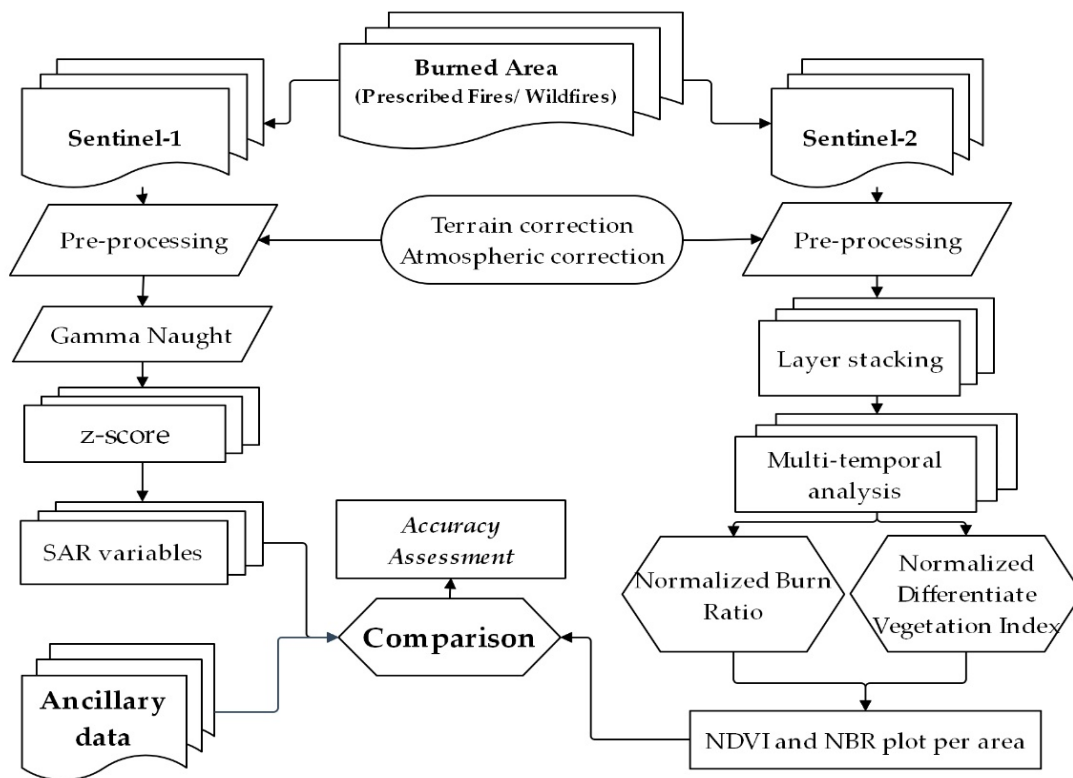 Burned Area
(Prescribed Fires/ Wildfires)
Sentinel-1
Sentinel-2
Terrain correction
Atmospheric correction
Pre-processing
Pre-processing
Gamma Naught
Layer stacking
z-score
Multi-temporal
analysis
SAR variables
Accuracy
Assessment
Normalized Burn
Ratio
Normalized
Differentiate
Vegetation Index
Comparison
Ancillary
data
NDVI and NBR plot per area